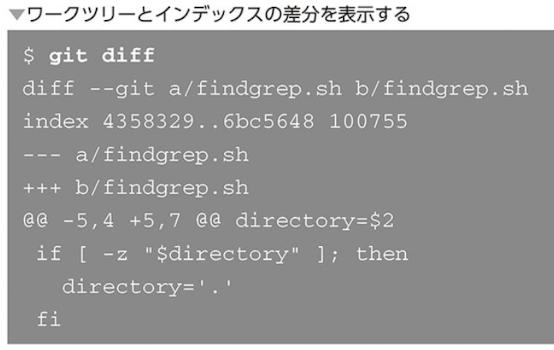 ▼ワークツリーとインデックスの差分を表示する
$ git diff
diff --git a/findgrep.sh b/findgrep.sh
index 4358329..6bc5648 100755
--- a/findgrep.sh
+++ b/findgrep.sh
@@ -5,4 +5,7 @@ directory=$2
 if [ -z "$directory" ]; then
   directory='.'
 fi